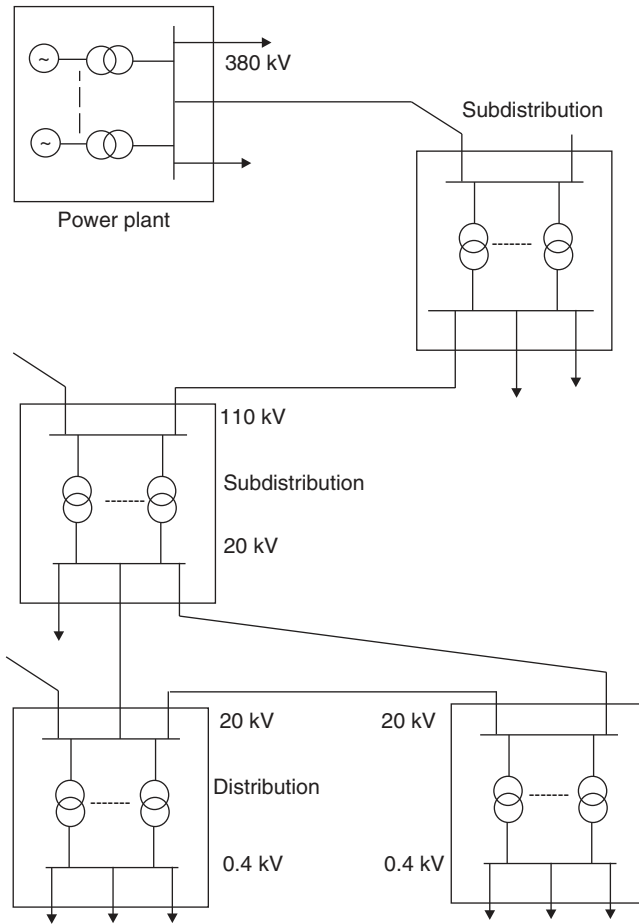 380 kV
~
~
Power plant
Subdistribution
110 kV
Subdistribution
20 kV
20 kV
20 kV
Distribution
0.4 kV
0.4 kV